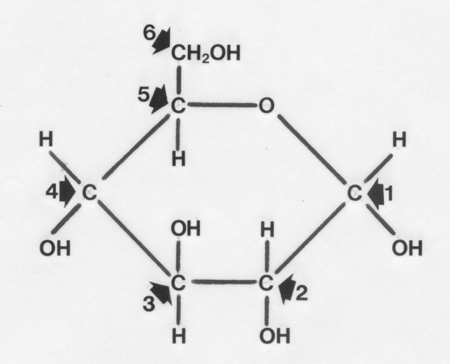 6
CH₂OH
5 C O
H H H
4 C C 1
OH OH H OH
3 C C 2
H OH